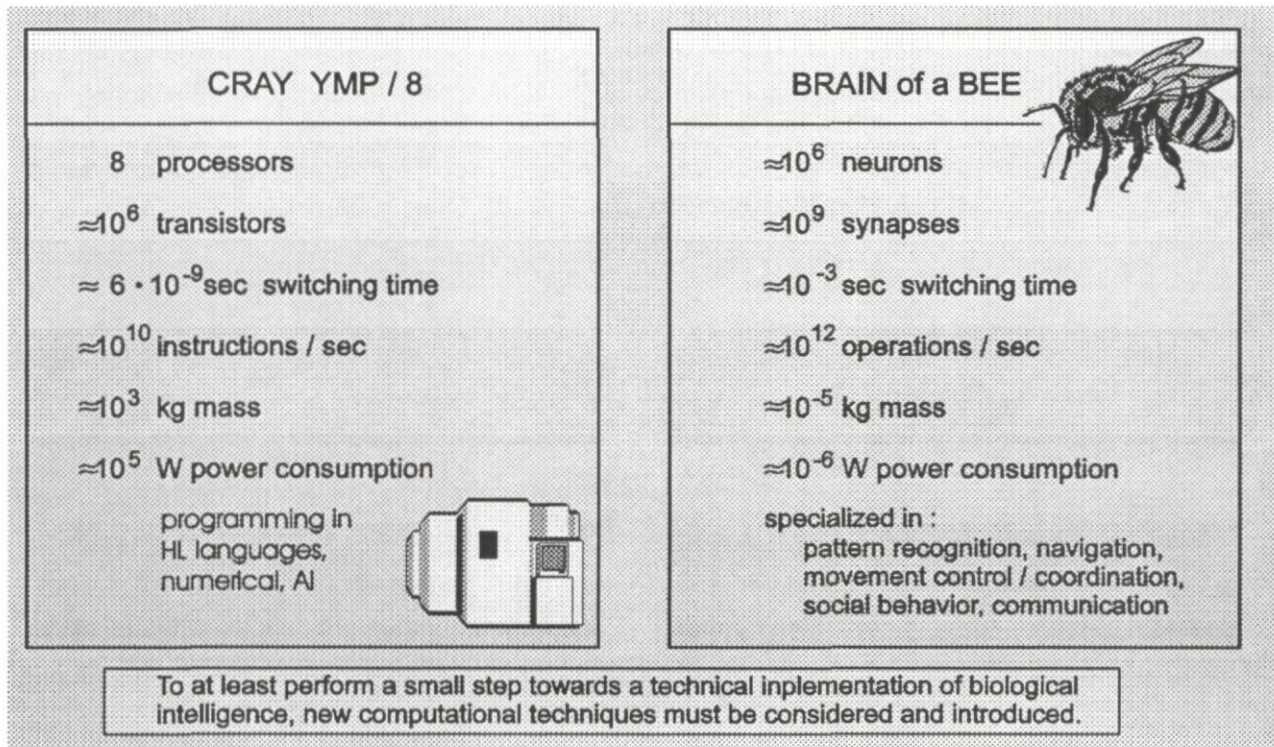 CRAY YMP / 8
8 processors
≈10⁶ transistors
≈ 6 · 10⁻⁹sec switching time
≈10¹⁰ instructions / sec
≈10³ kg mass
≈10⁵ W power consumption
programming in
HL languages,
numerical, AI
BRAIN of a BEE
≈10⁶ neurons
≈10⁹ synapses
≈10⁻³ sec switching time
≈10¹² operations / sec
≈10⁻⁵ kg mass
≈10⁻⁶ W power consumption
specialized in :
pattern recognition, navigation,
movement control / coordination,
social behavior, communication
To at least perform a small step towards a technical inplementation of biological
intelligence, new computational techniques must be considered and introduced.